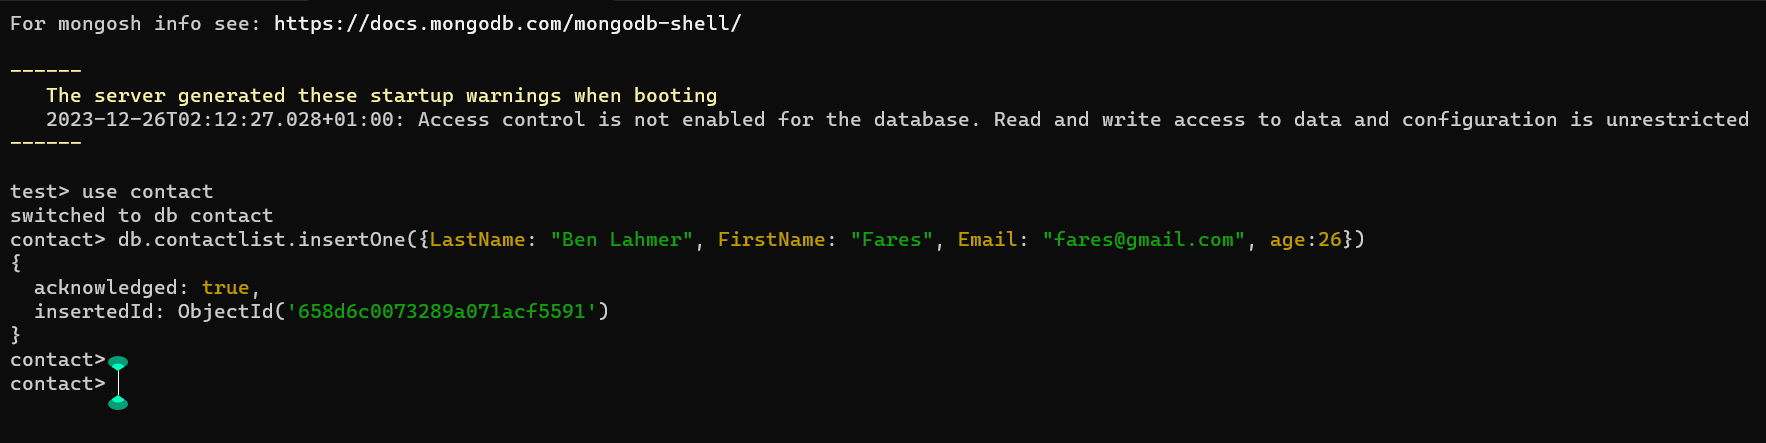 For mongosh info see: https://docs.mongodb.com/mongodb-shell/
------
The server generated these startup warnings when booting
2023-12-26T02:12:27.028+01:00: Access control is not enabled for the database. Read and write access to data and configuration is unrestricted
------
test> use contact
switched to db contact
contact> db.contactlist.insertOne({LastName: "Ben Lahmer", FirstName: "Fares", Email: "fares@gmail.com", age:26})
{
  acknowledged: true,
  insertedId: ObjectId('658d6c0073289a071acf5591')
}
contact>
contact>